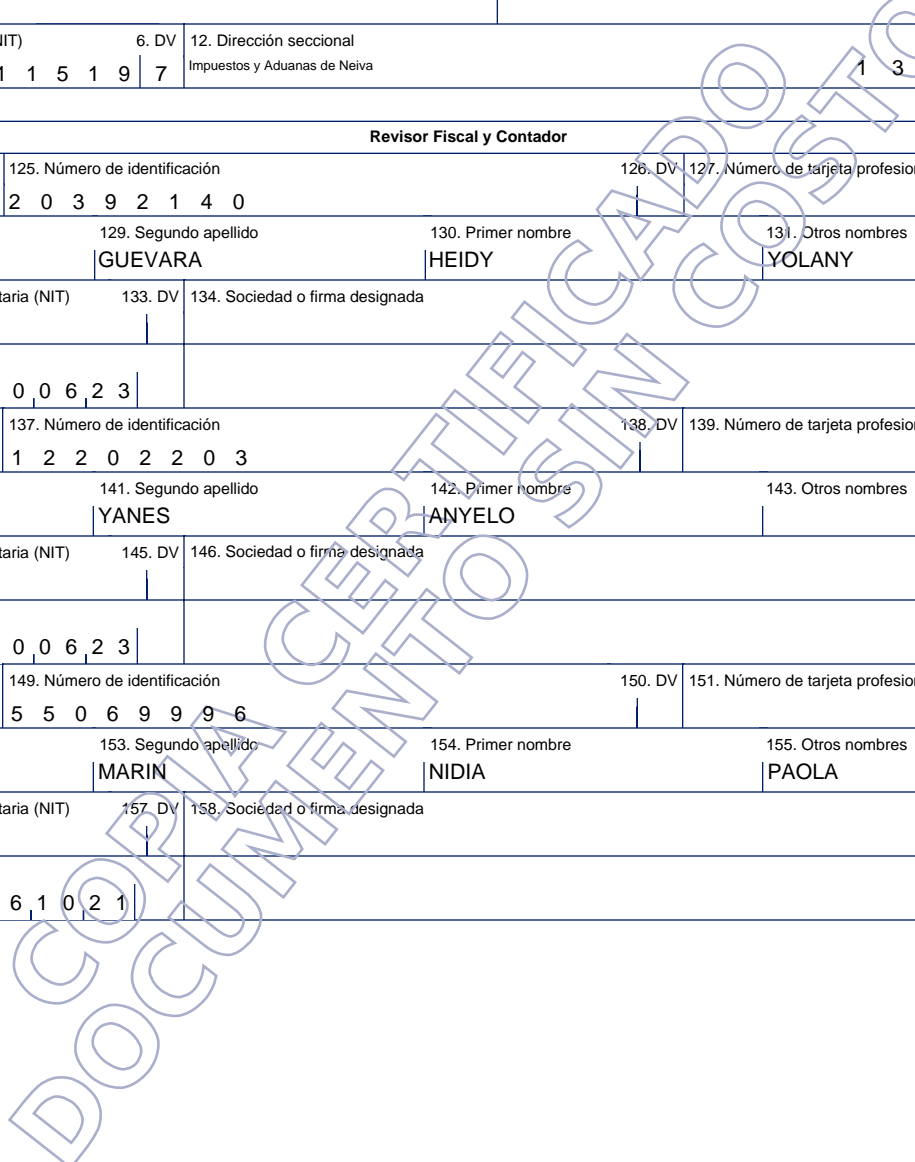 NIT) 6. DV 12. Dirección seccional
1 1 5 1 9 7 Impuestos y Aduanas de Neiva 1 3
Revisor Fiscal y Contador
125. Número de identificación 126. DV 127. Número de tarjeta profesion
2 0 3 9 2 1 4 0
129. Segundo apellido 130. Primer nombre 131. Otros nombres
GUEVARA HEIDY YOLANY
taria (NIT) 133. DV 134. Sociedad o firma designada
0 0 6 2 3
137. Número de identificación 138. DV 139. Número de tarjeta profesion
1 2 2 0 2 2 0 3
141. Segundo apellido 142. Primer nombre 143. Otros nombres
YANES ANYELO
taria (NIT) 145. DV 146. Sociedad o firma designada
0 0 6 2 3
149. Número de identificación 150. DV 151. Número de tarjeta profesion
5 5 0 6 9 9 9 6
153. Segundo apellido 154. Primer nombre 155. Otros nombres
MARIN NIDIA PAOLA
taria (NIT) 157. DV 158. Sociedad o firma designada
6 1 0 2 1
COPIA CERTIFICADO
DOCUMENTO SIN COSTO